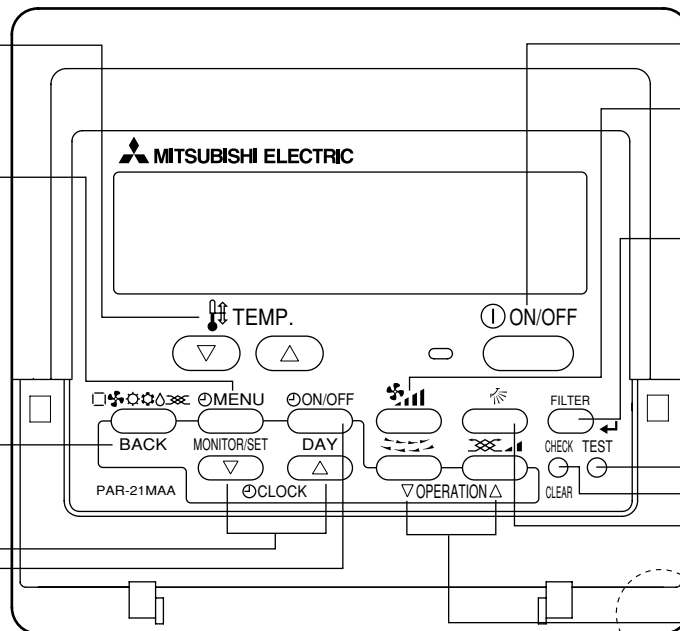 MITSUBISHI ELECTRIC
TEMP.
ON/OFF
MENU
ON/OFF
FILTER
BACK
MONITOR/SET
DAY
CHECK
TEST
PAR-21MAA
CLOCK
▽OPERATION△
CLEAR